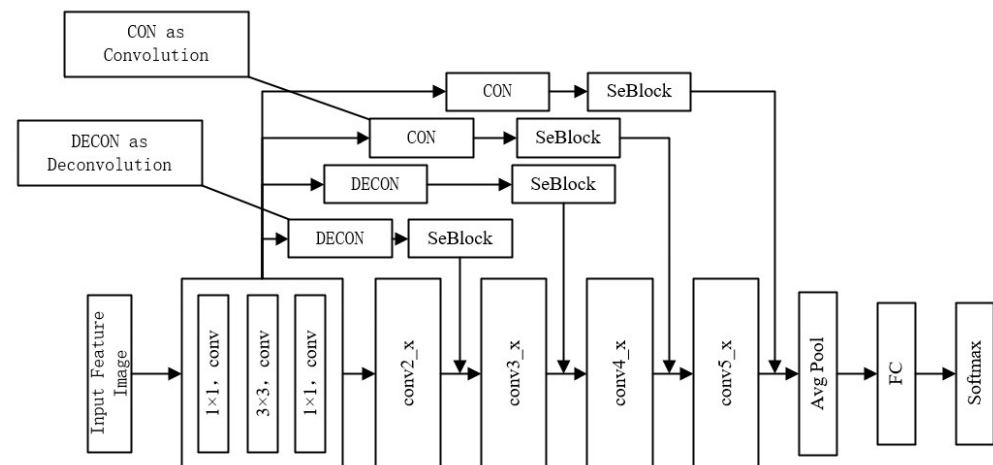 CON as
Convolution
CON
SeBlock
CON
SeBlock
DECON as
Deconvolution
DECON
SeBlock
DECON
SeBlock
Input Feature
Image
1×1, conv
3×3, conv
1×1, conv
conv2_x
conv3_x
conv4_x
conv5_x
Avg Pool
FC
Softmax